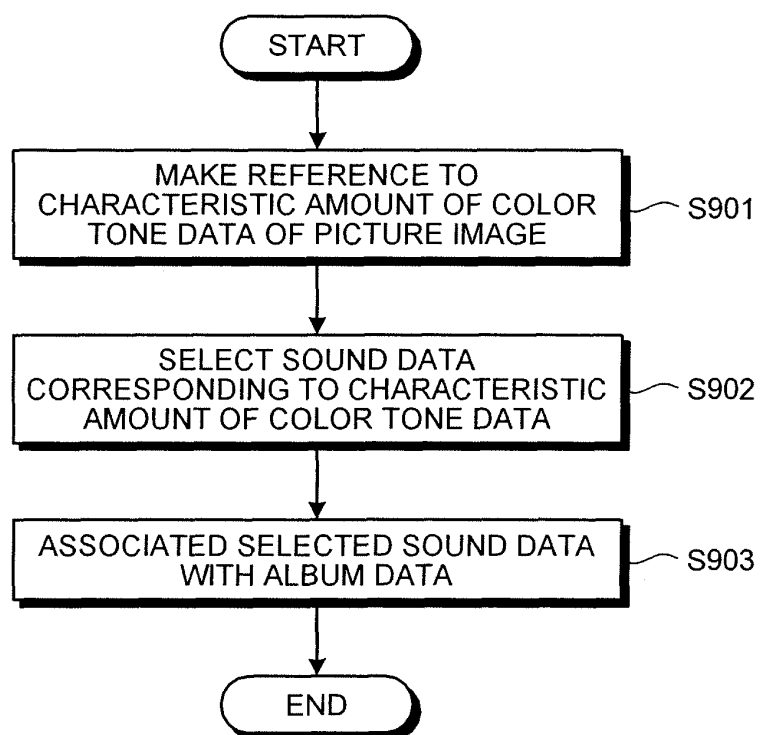 START
MAKE REFERENCE TO
CHARACTERISTIC AMOUNT OF COLOR
TONE DATA OF PICTURE IMAGE
S901
SELECT SOUND DATA
CORRESPONDING TO CHARACTERISTIC
AMOUNT OF COLOR TONE DATA
S902
ASSOCIATED SELECTED SOUND DATA
WITH ALBUM DATA
S903
END